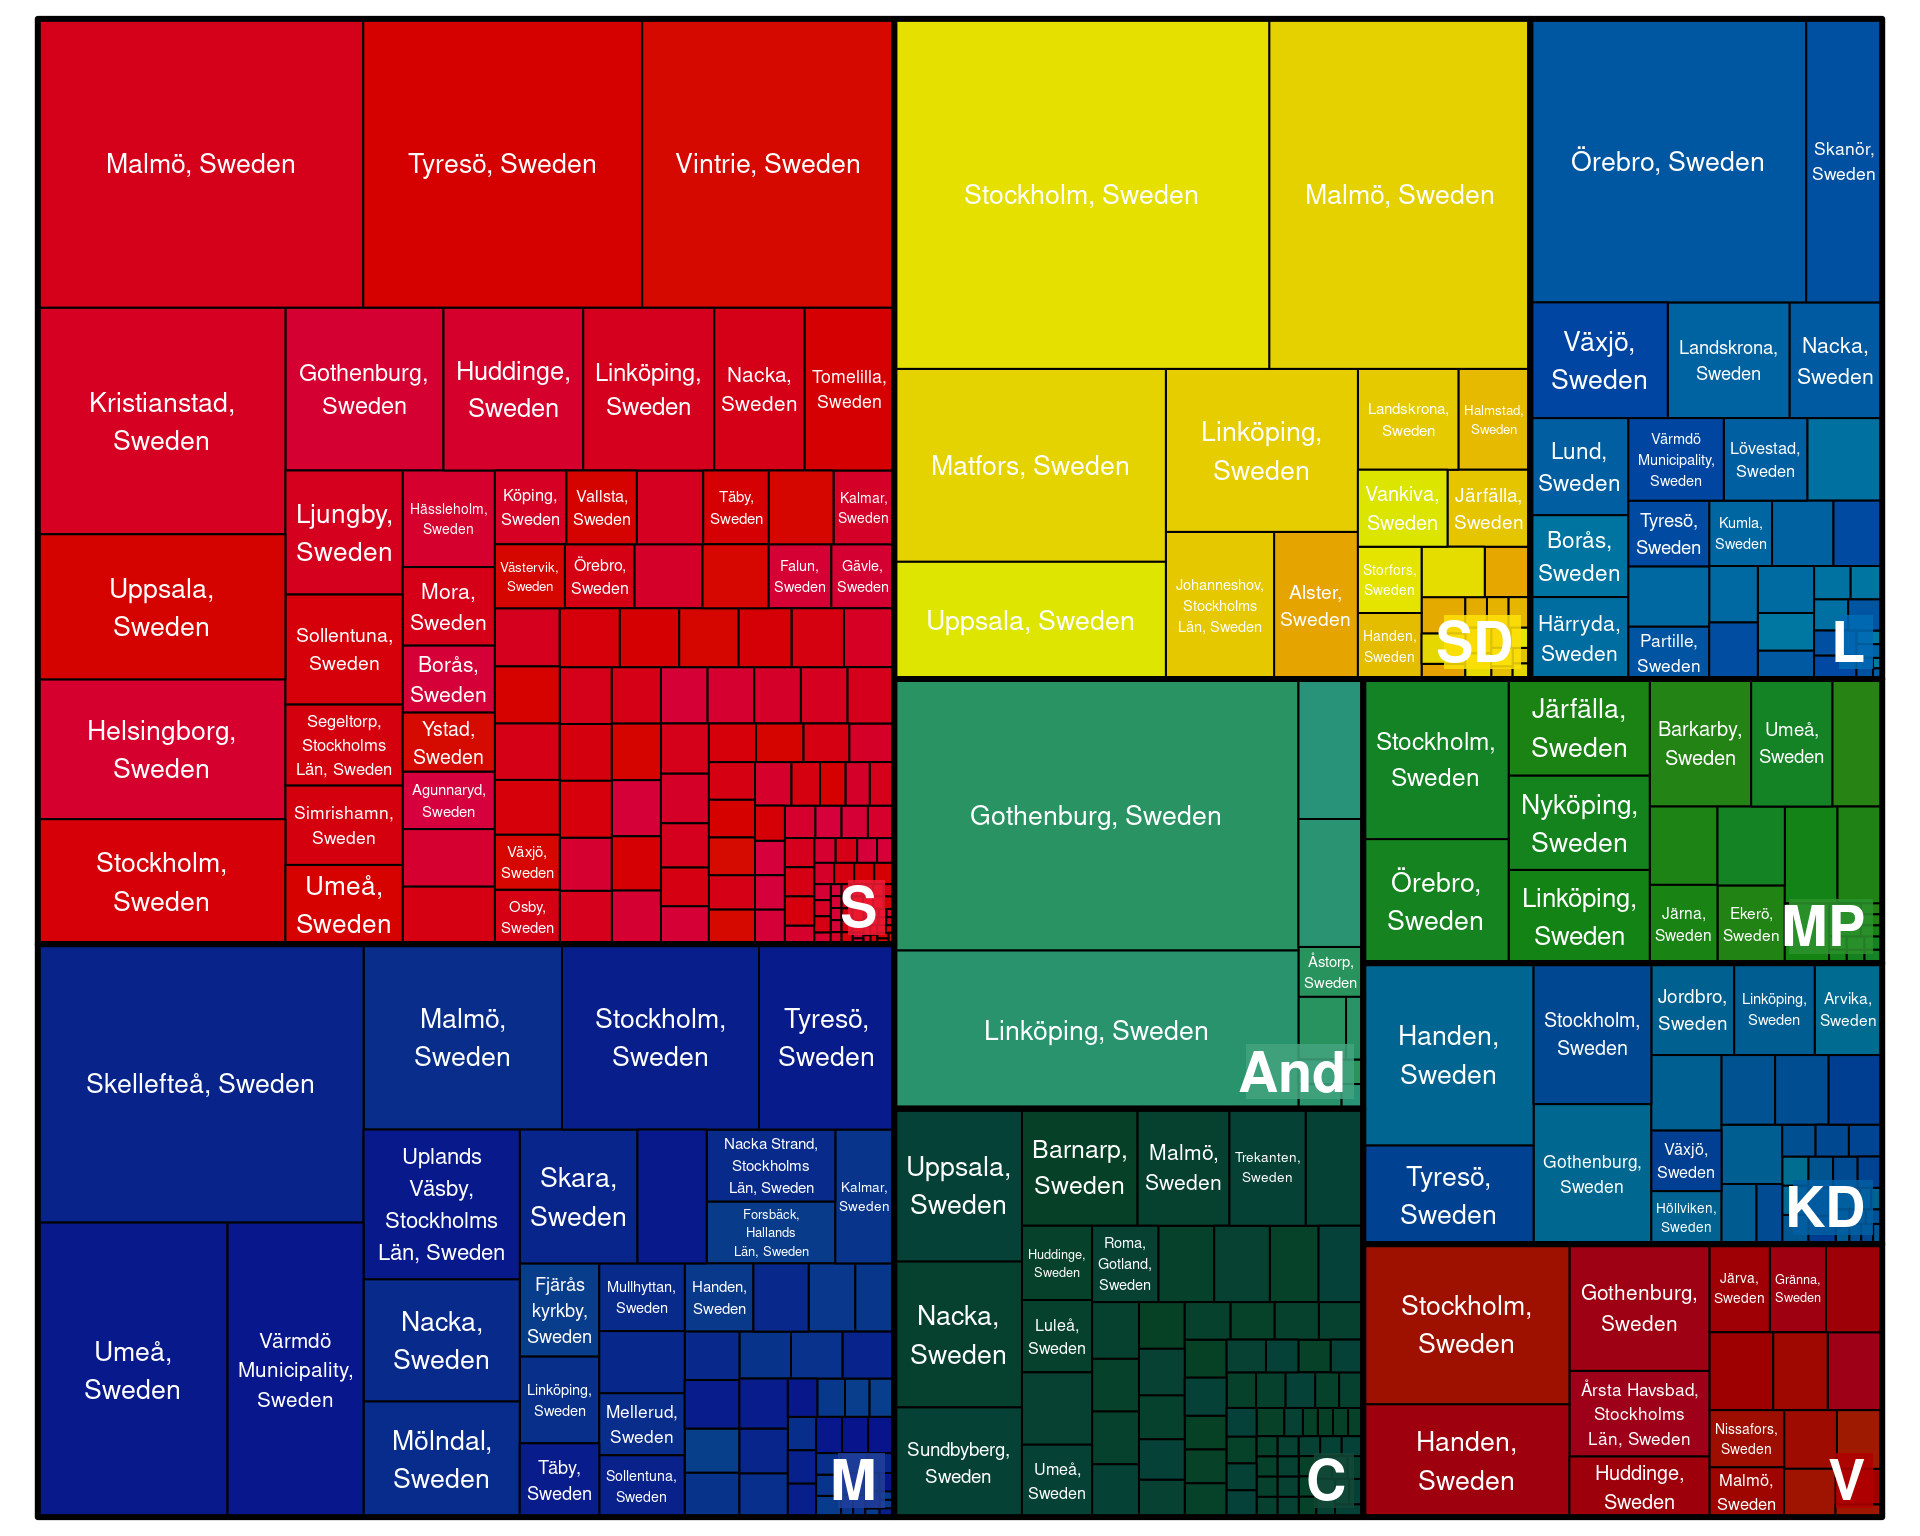 Malmö, Sweden
Tyresö, Sweden
Vintrie, Sweden
Kristianstad,
Sweden
Gothenburg,
Sweden
Huddinge,
Sweden
Linköping,
Sweden
Nacka,
Sweden
Tomelilla,
Sweden
Uppsala,
Sweden
Helsingborg,
Sweden
Stockholm,
Sweden
Ljungby,
Sweden
Sollentuna,
Sweden
Segeltorp,
Stockholms
Län, Sweden
Simrishamn,
Sweden
Umeå,
Sweden
Hässleholm,
Sweden
Mora,
Sweden
Borås,
Sweden
Ystad,
Sweden
Agunnaryd,
Sweden
Köping,
Sweden
Vallsta,
Sweden
Täby,
Sweden
Kalmar,
Sweden
Västervik,
Sweden
Örebro,
Sweden
Falun,
Sweden
Gävle,
Sweden
Växjö,
Sweden
Osby,
Sweden
S
Stockholm, Sweden
Malmö, Sweden
Matfors, Sweden
Uppsala, Sweden
Linköping,
Sweden
Johanneshov,
Stockholms
Län, Sweden
Alster,
Sweden
Landskrona,
Sweden
Halmstad,
Sweden
Vankiva,
Sweden
Järfälla,
Sweden
Storfors,
Sweden
Handen,
Sweden
SD
Örebro, Sweden
Skanör,
Sweden
Växjö,
Sweden
Landskrona,
Sweden
Nacka,
Sweden
Lund,
Sweden
Värmdö
Municipality,
Sweden
Lövestad,
Sweden
Borås,
Sweden
Tyresö,
Sweden
Kumla,
Sweden
Härryda,
Sweden
Partille,
Sweden
L
Gothenburg, Sweden
Linköping, Sweden
Åstorp,
Sweden
And
Stockholm,
Sweden
Örebro,
Sweden
Järfälla,
Sweden
Nyköping,
Sweden
Linköping,
Sweden
Barkarby,
Sweden
Umeå,
Sweden
Järna,
Sweden
Ekerö,
Sweden
MP
Skellefteå, Sweden
Umeå,
Sweden
Värmdö
Municipality,
Sweden
Malmö,
Sweden
Stockholm,
Sweden
Tyresö,
Sweden
Uplands
Väsby,
Stockholms
Län, Sweden
Nacka,
Sweden
Mölndal,
Sweden
Skara,
Sweden
Nacka Strand,
Stockholms
Län, Sweden
Forsbäck,
Hallands
Län, Sweden
Kalmar,
Sweden
Fjärås
kyrkby,
Sweden
Linköping,
Sweden
Täby,
Sweden
Mullhyttan,
Sweden
Handen,
Sweden
Mellerud,
Sweden
Sollentuna,
Sweden
M
Uppsala,
Sweden
Nacka,
Sweden
Sundbyberg,
Sweden
Barnarp,
Sweden
Malmö,
Sweden
Trekanten,
Sweden
Huddinge,
Sweden
Roma,
Gotland,
Sweden
Luleå,
Sweden
Umeå,
Sweden
C
Handen,
Sweden
Tyresö,
Sweden
Stockholm,
Sweden
Gothenburg,
Sweden
Jordbro,
Sweden
Linköping,
Sweden
Arvika,
Sweden
Växjö,
Sweden
Höllviken,
Sweden
KD
Stockholm,
Sweden
Handen,
Sweden
Gothenburg,
Sweden
Årsta Havsbad,
Stockholms
Län, Sweden
Huddinge,
Sweden
Järva,
Sweden
Gränna,
Sweden
Nissafors,
Sweden
Malmö,
Sweden
V